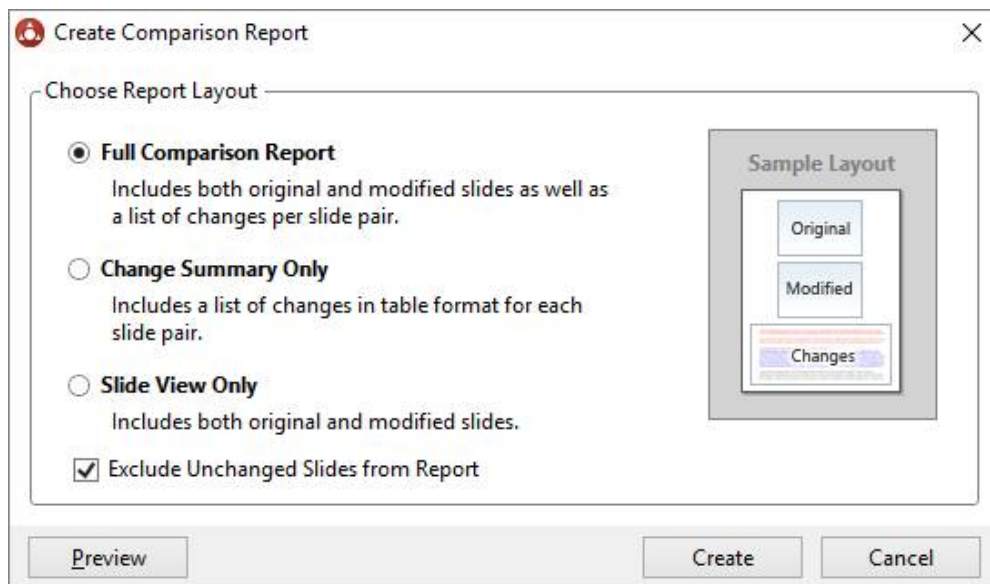 Create Comparison Report
Choose Report Layout
Full Comparison Report
Includes both original and modified slides as well as
a list of changes per slide pair.
Change Summary Only
Includes a list of changes in table format for each
slide pair.
Slide View Only
Includes both original and modified slides.
Exclude Unchanged Slides from Report
Sample Layout
Original
Modified
Changes
Preview
Create
Cancel